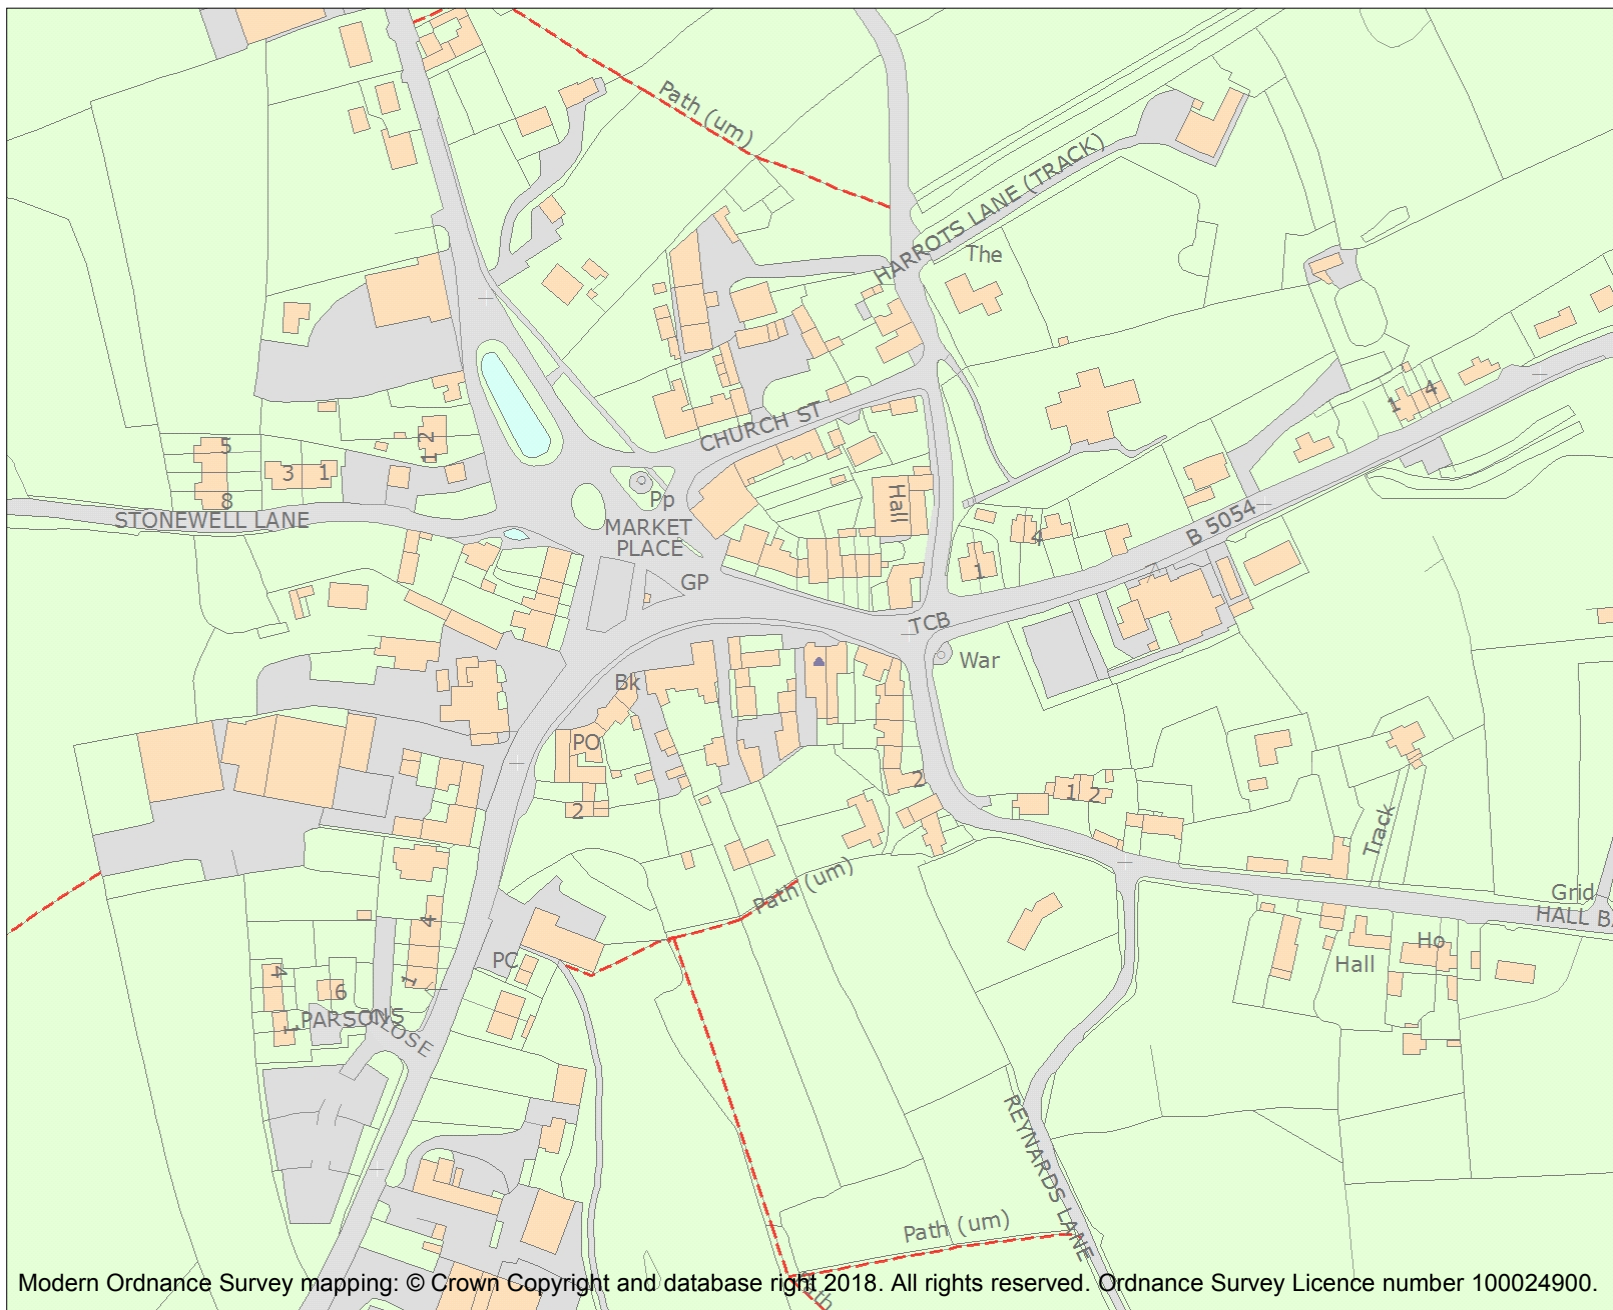 Path (um)
HARROTS LANE (TRACK)
The
CHURCH ST
12
5
3
1
8
1
4
STONEWELL LANE
Pp
MARKET
PLACE
Hall
4
1
B 5054
GP
TCB
War
Bk
PO
2
2
1
2
Track
Path (um)
Grid
HALL BA
Ho
Hall
4
PC
4
6
1
1
PARSONS
CLOSE
REYNARDS LANE
Path (um)
Modern Ordnance Survey mapping: © Crown Copyright and database right 2018. All rights reserved. Ordnance Survey Licence number 100024900.